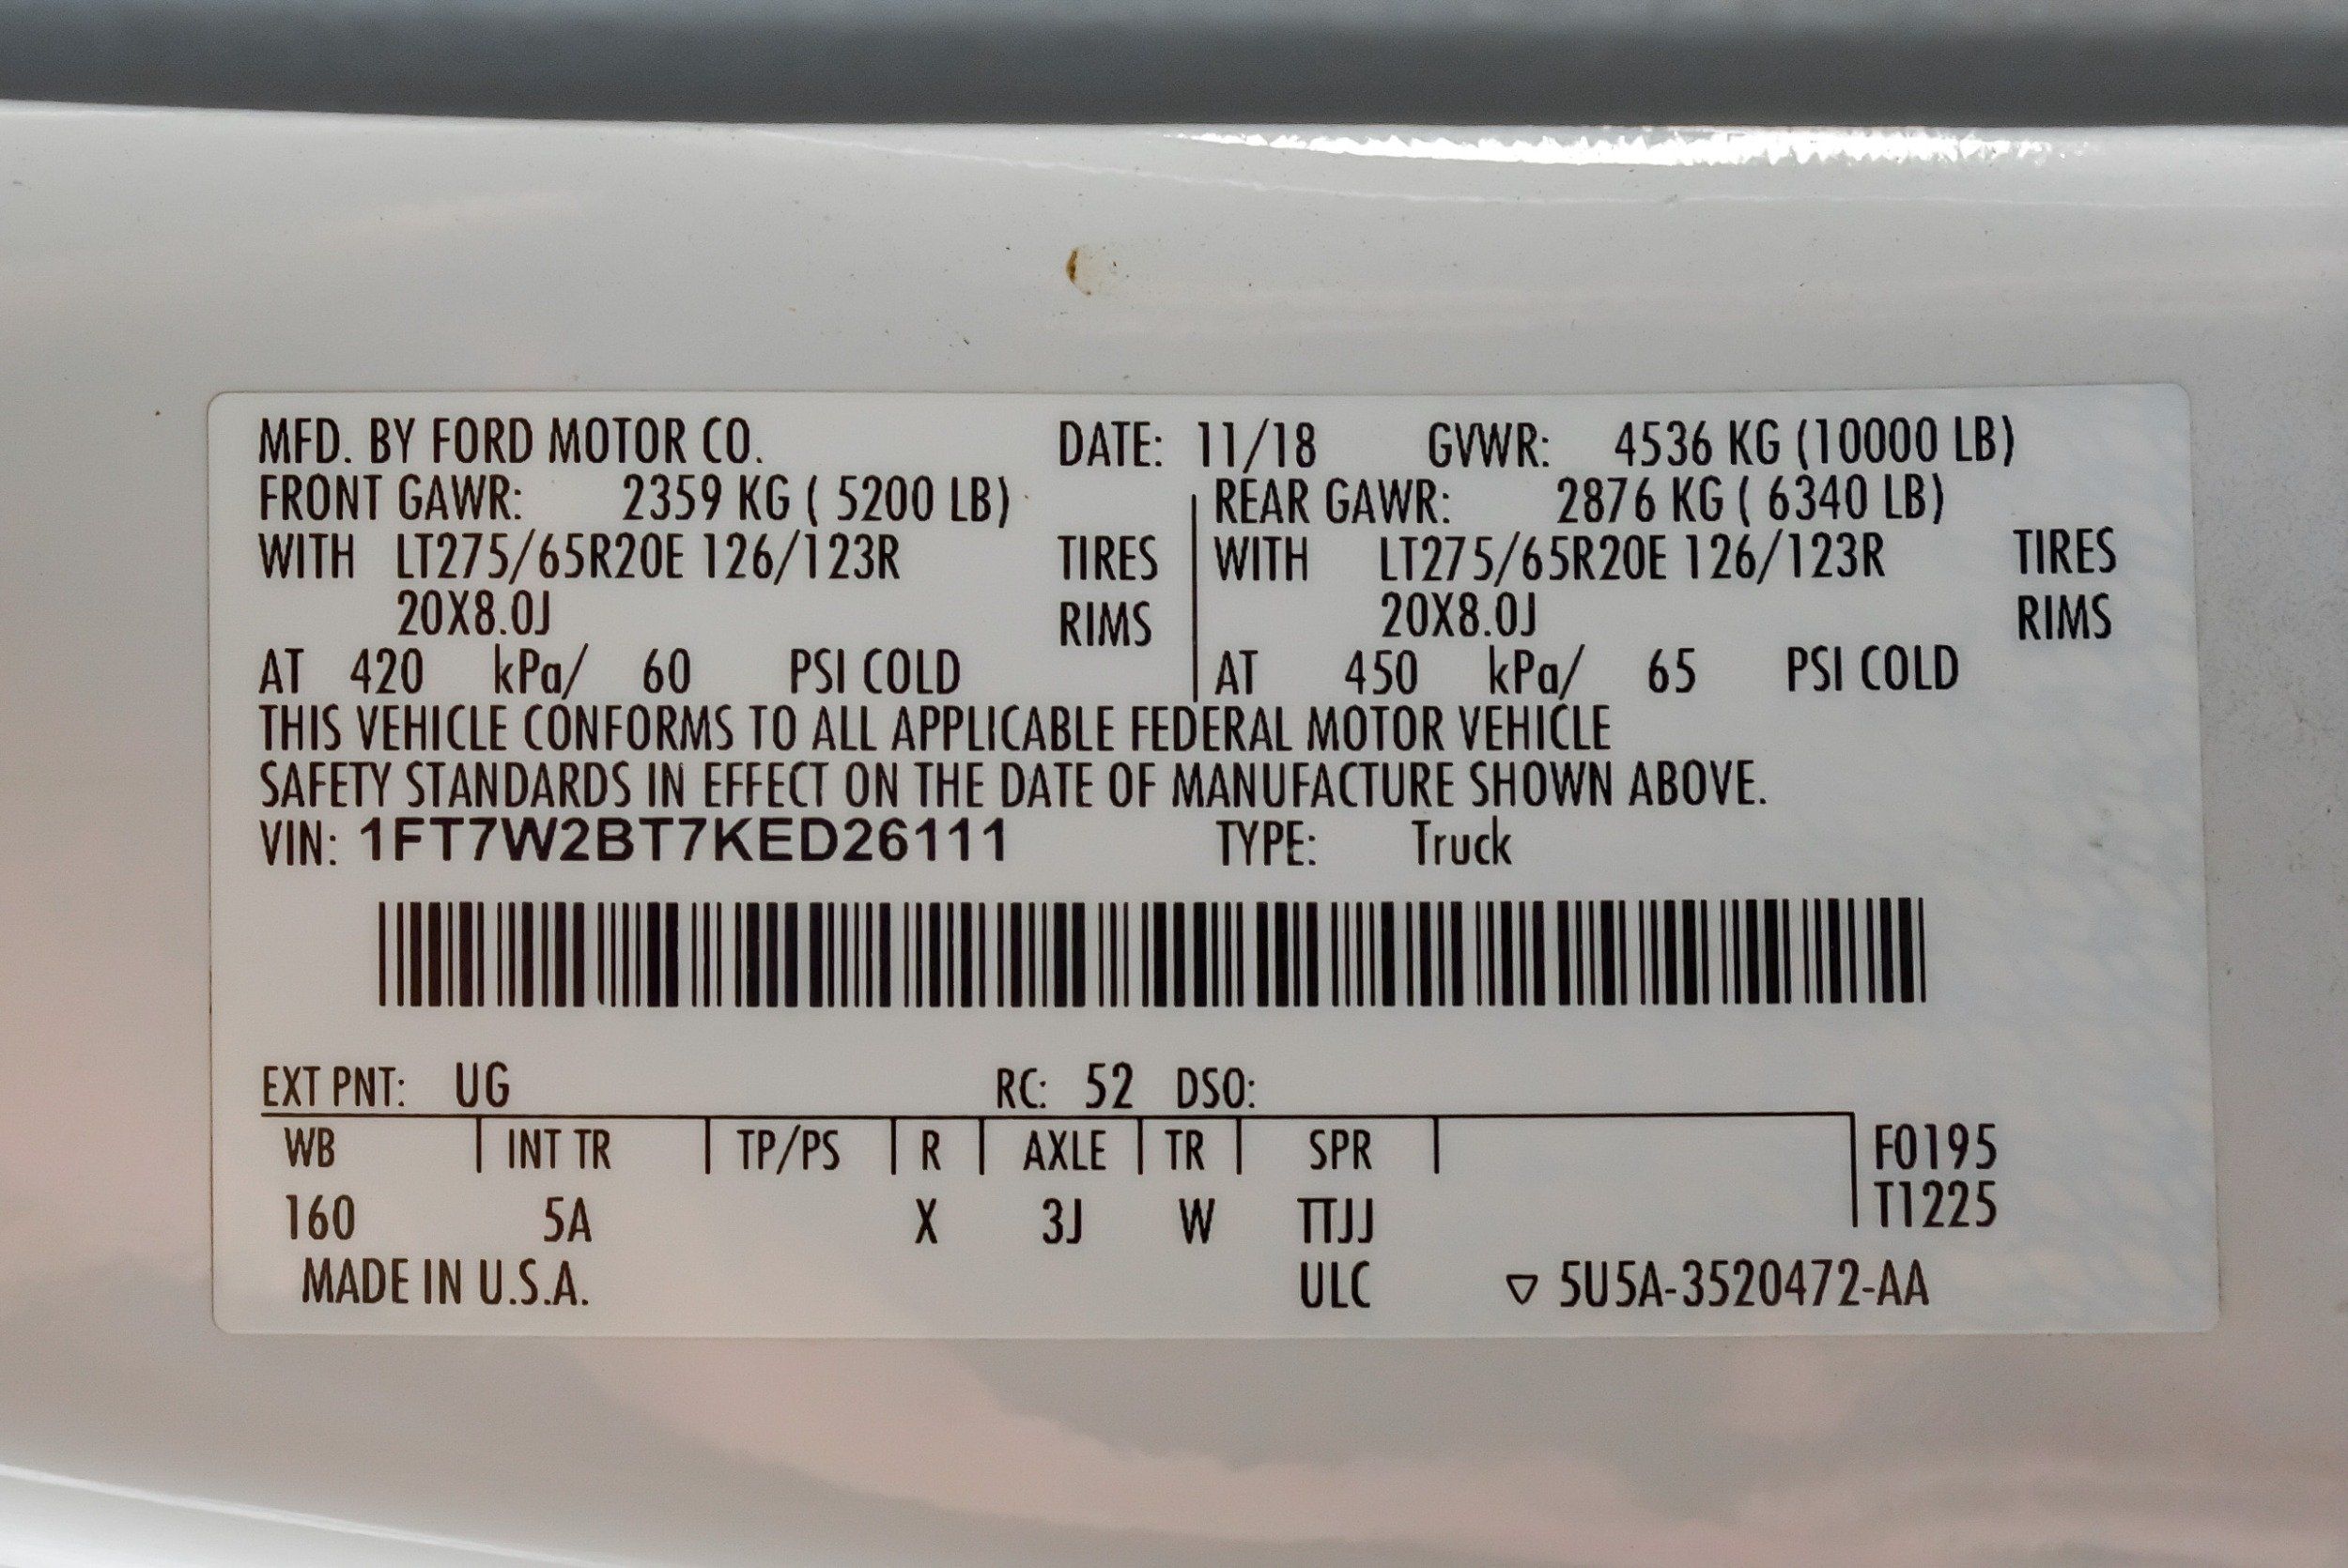 MFD. BY FORD MOTOR CO. DATE: 11/18 GVWR: 4536 KG (10000 LB)
FRONT GAWR: 2359 KG ( 5200 LB) REAR GAWR: 2876 KG ( 6340 LB)
WITH LT275/65R20E 126/123R TIRES WITH LT275/65R20E 126/123R TIRES
20X8.0J RIMS 20X8.0J RIMS
AT 420 kPa/ 60 PSI COLD AT 450 kPa/ 65 PSI COLD
THIS VEHICLE CONFORMS TO ALL APPLICABLE FEDERAL MOTOR VEHICLE
SAFETY STANDARDS IN EFFECT ON THE DATE OF MANUFACTURE SHOWN ABOVE.
VIN: 1FT7W2BT7KED26111 TYPE: Truck
EXT PNT: UG RC: 52 DSO:
WB INT TR TP/PS R AXLE TR SPR F0195
160 5A X 3J W TTJJ T1225
MADE IN U.S.A. ULC ▽ 5U5A-3520472-AA